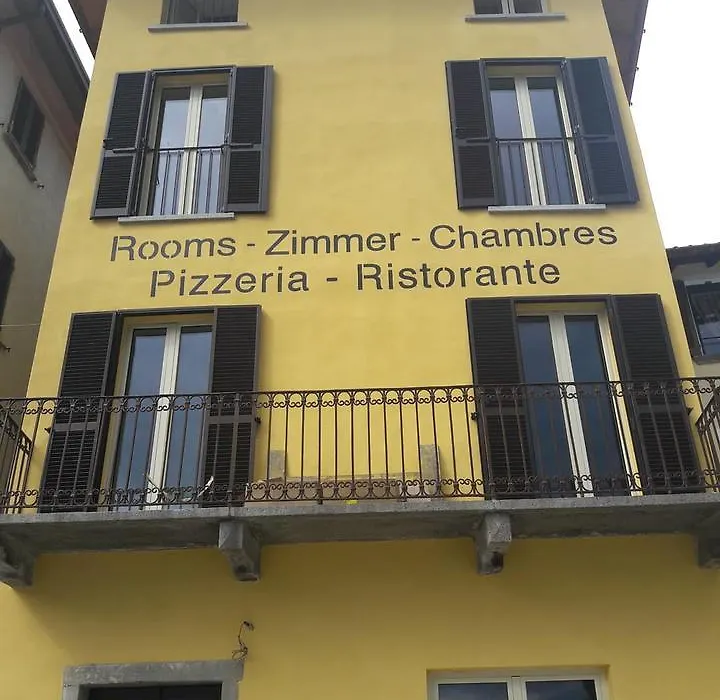 Rooms - Zimmer - Chambres
Pizzeria - Ristorante